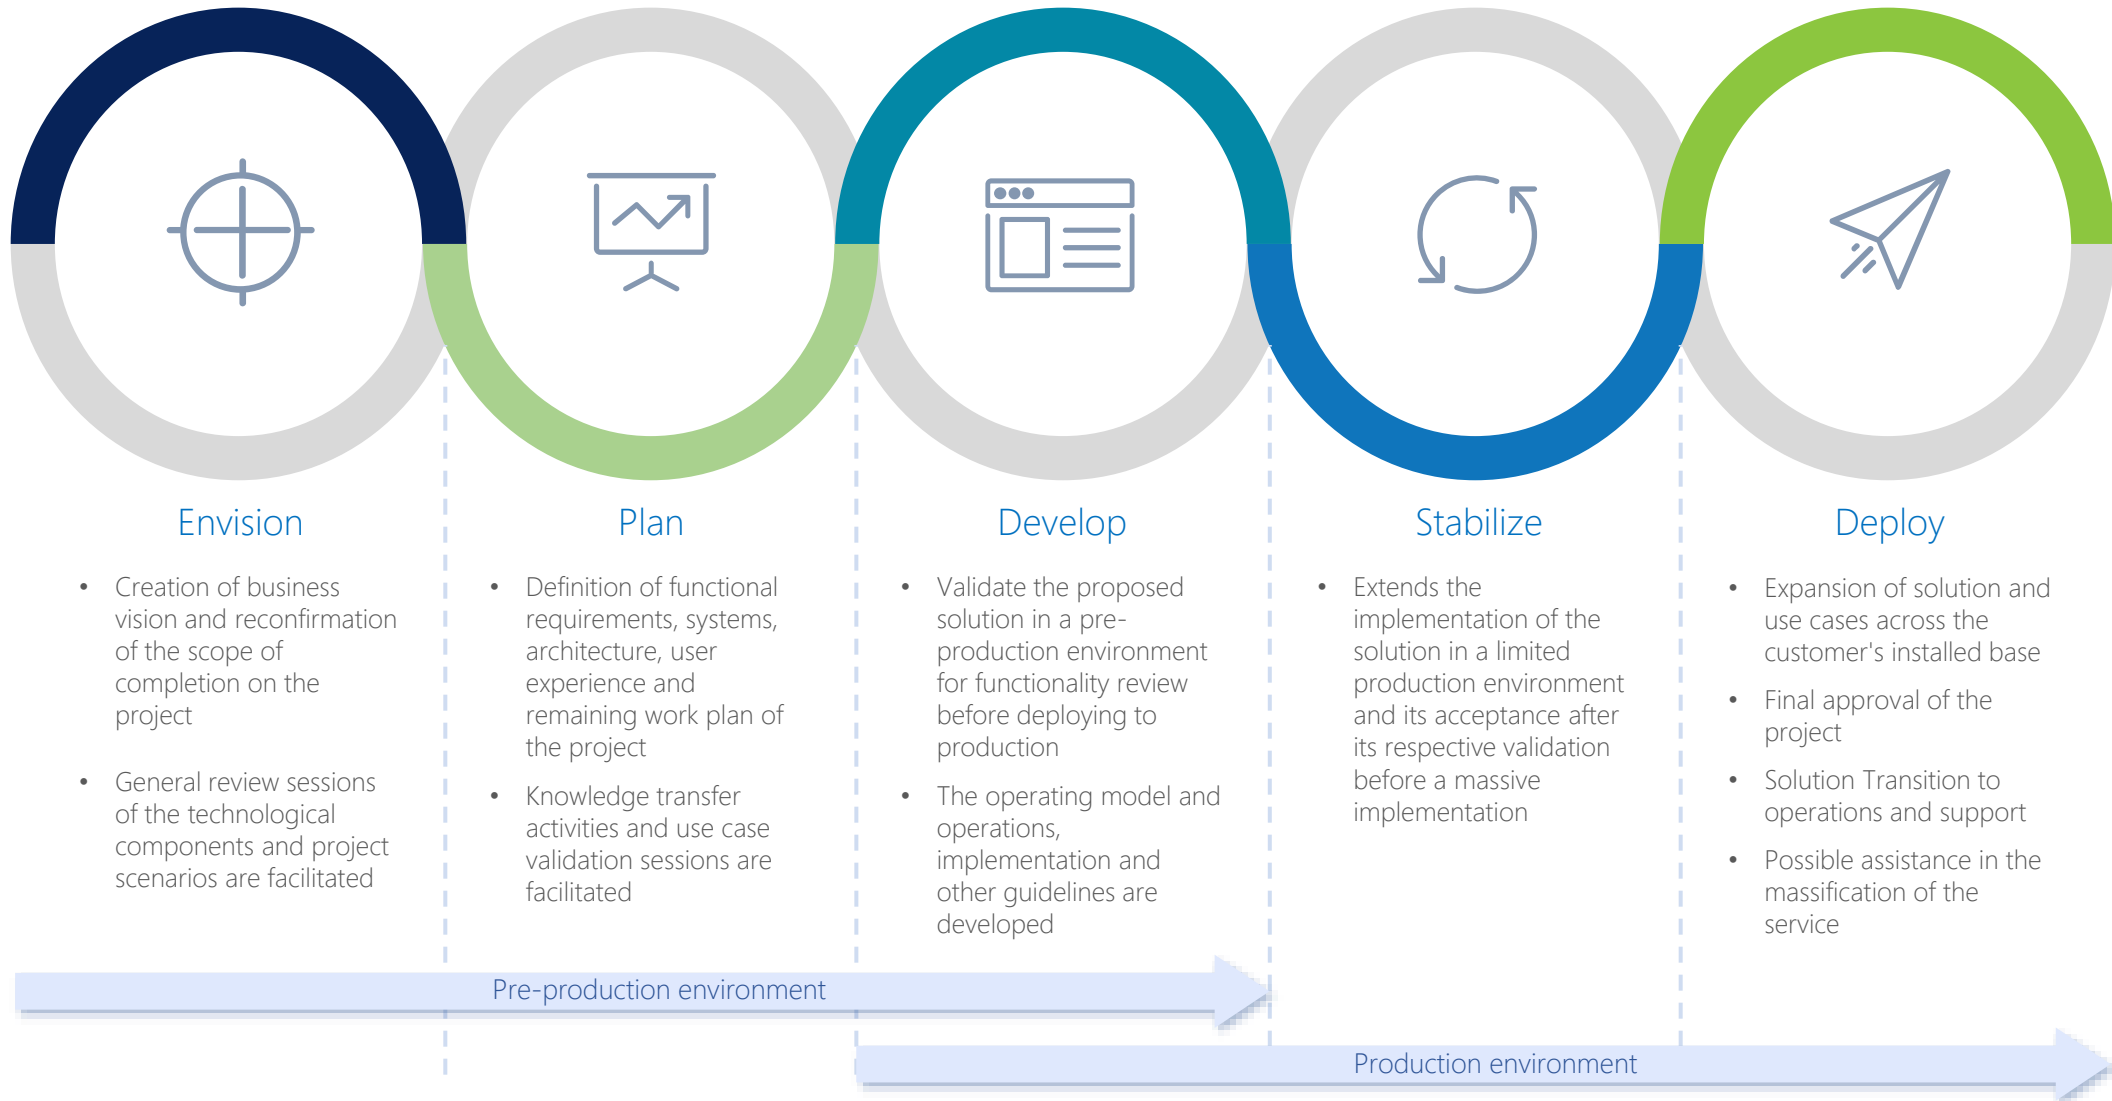 Envision
• Creation of business
vision and reconfirmation
of the scope of
completion on the
project
• General review sessions
of the technological
components and project
scenarios are facilitated
Plan
• Definition of functional
requirements, systems,
architecture, user
experience and
remaining work plan of
the project
• Knowledge transfer
activities and use case
validation sessions are
facilitated
Develop
• Validate the proposed
solution in a pre-
production environment
for functionality review
before deploying to
production
• The operating model and
operations,
implementation and
other guidelines are
developed
Stabilize
• Extends the
implementation of the
solution in a limited
production environment
and its acceptance after
its respective validation
before a massive
implementation
Deploy
• Expansion of solution and
use cases across the
customer's installed base
• Final approval of the
project
• Solution Transition to
operations and support
• Possible assistance in the
massification of the
service
Pre-production environment
Production environment